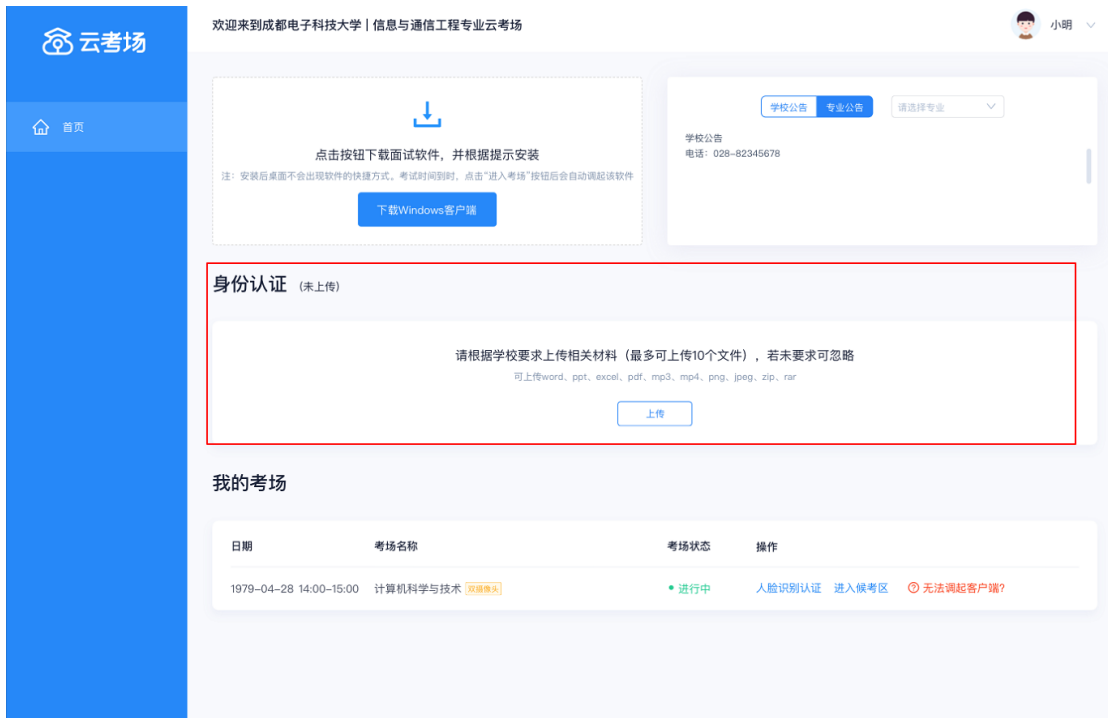 云考场
欢迎来到成都电子科技大学 | 信息与通信工程专业云考场
小明
首页
点击按钮下载面试软件，并根据提示安装
注：安装后桌面不会出现软件的快捷方式。考试时间到时，点击“进入考场”按钮后会自动调起该软件
下载Windows客户端
学校公告 专业公告 请选择专业
学校公告
电话：028-82345678
身份认证 (未上传)
请根据学校要求上传相关材料（最多可上传10个文件），若未要求可忽略
可上传word、ppt、excel、pdf、mp3、mp4、png、jpeg、zip、rar
上传
我的考场
日期 考场名称 考场状态 操作
1979-04-28 14:00-15:00 计算机科学与技术 双摄像头 进行中 人脸识别认证 进入候考区 无法调起客户端?